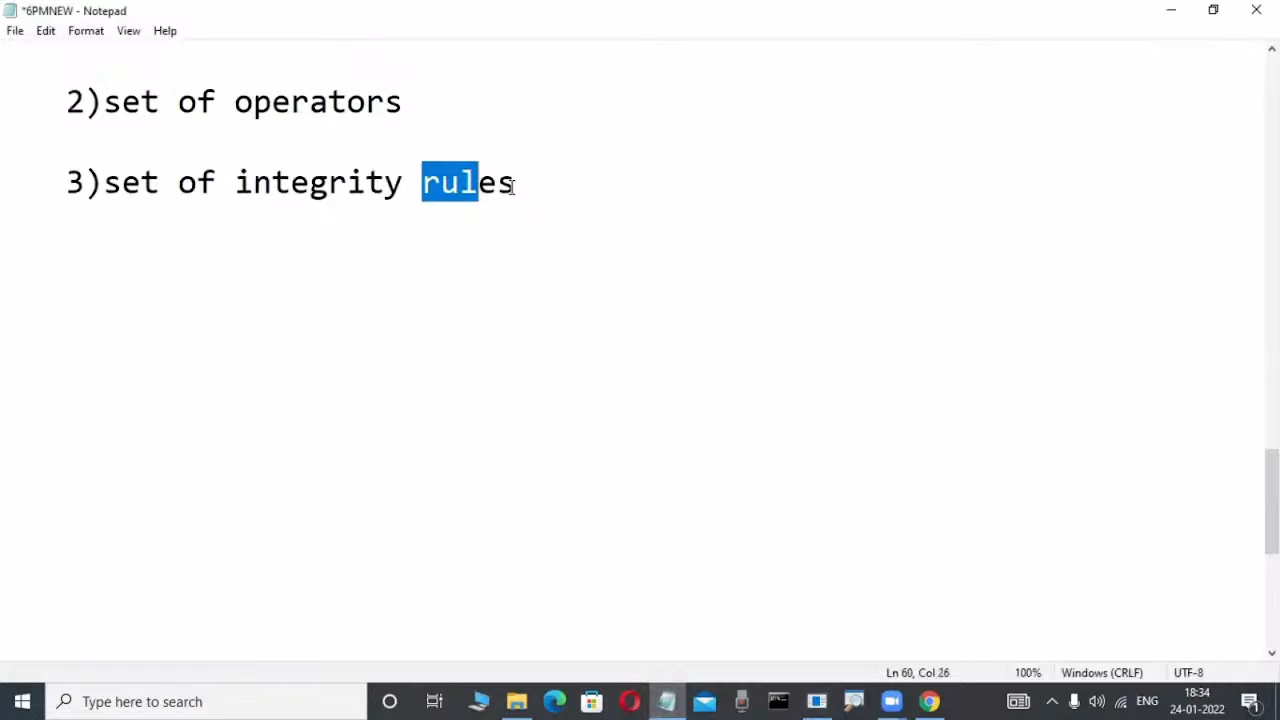 *6PMNEW - Notepad
File Edit Format View Help
2)set of operators
3)set of integrity rules
Ln 60, Col 26 100% Windows (CRLF) UTF-8
Type here to search
ENG
18:34
24-01-2022
1